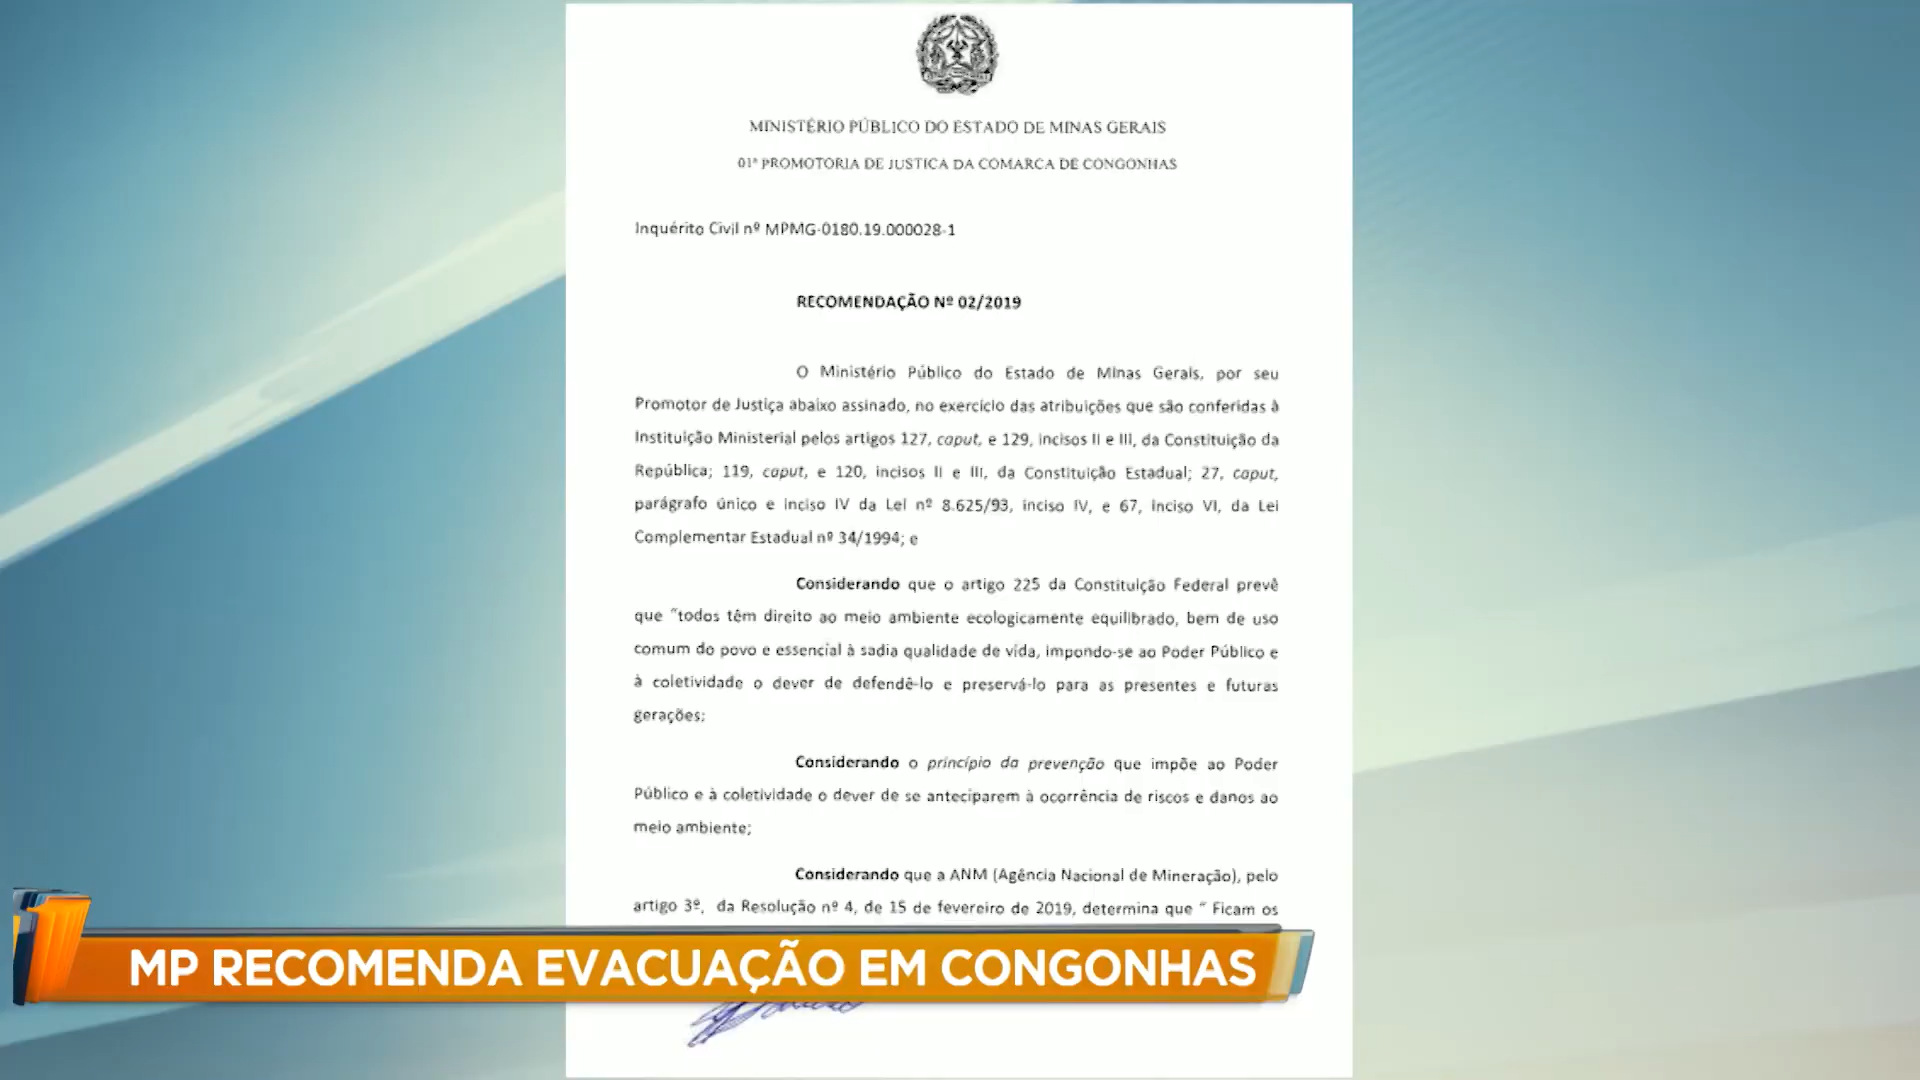 MINISTÉRIO PÚBLICO DO ESTADO DE MINAS GERAIS
01ª PROMOTORIA DE JUSTIÇA DA COMARCA DE CONGONHAS
Inquérito Civil nº MPMG-0180.19.000028-1
RECOMENDAÇÃO Nº 02/2019
O Ministério Público do Estado de Minas Gerais, por seu
Promotor de Justiça abaixo assinado, no exercício das atribuições que são conferidas à
Instituição Ministerial pelos artigos 127, caput, e 129, incisos II e III, da Constituição da
República; 119, caput, e 120, incisos II e III, da Constituição Estadual; 27, caput,
parágrafo único e inciso IV da Lei nº 8.625/93, inciso IV, e 67, inciso VI, da Lei
Complementar Estadual nº 34/1994; e
Considerando que o artigo 225 da Constituição Federal prevê
que "todos têm direito ao meio ambiente ecologicamente equilibrado, bem de uso
comum do povo e essencial à sadia qualidade de vida, impondo-se ao Poder Público e
à coletividade o dever de defendê-lo e preservá-lo para as presentes e futuras
gerações;
Considerando o princípio da prevenção que impõe ao Poder
Público e à coletividade o dever de se anteciparem à ocorrência de riscos e danos ao
meio ambiente;
Considerando que a ANM (Agência Nacional de Mineração), pelo
artigo 3º, da Resolução nº 4, de 15 de fevereiro de 2019, determina que " Ficam os
MP RECOMENDA EVACUAÇÃO EM CONGONHAS